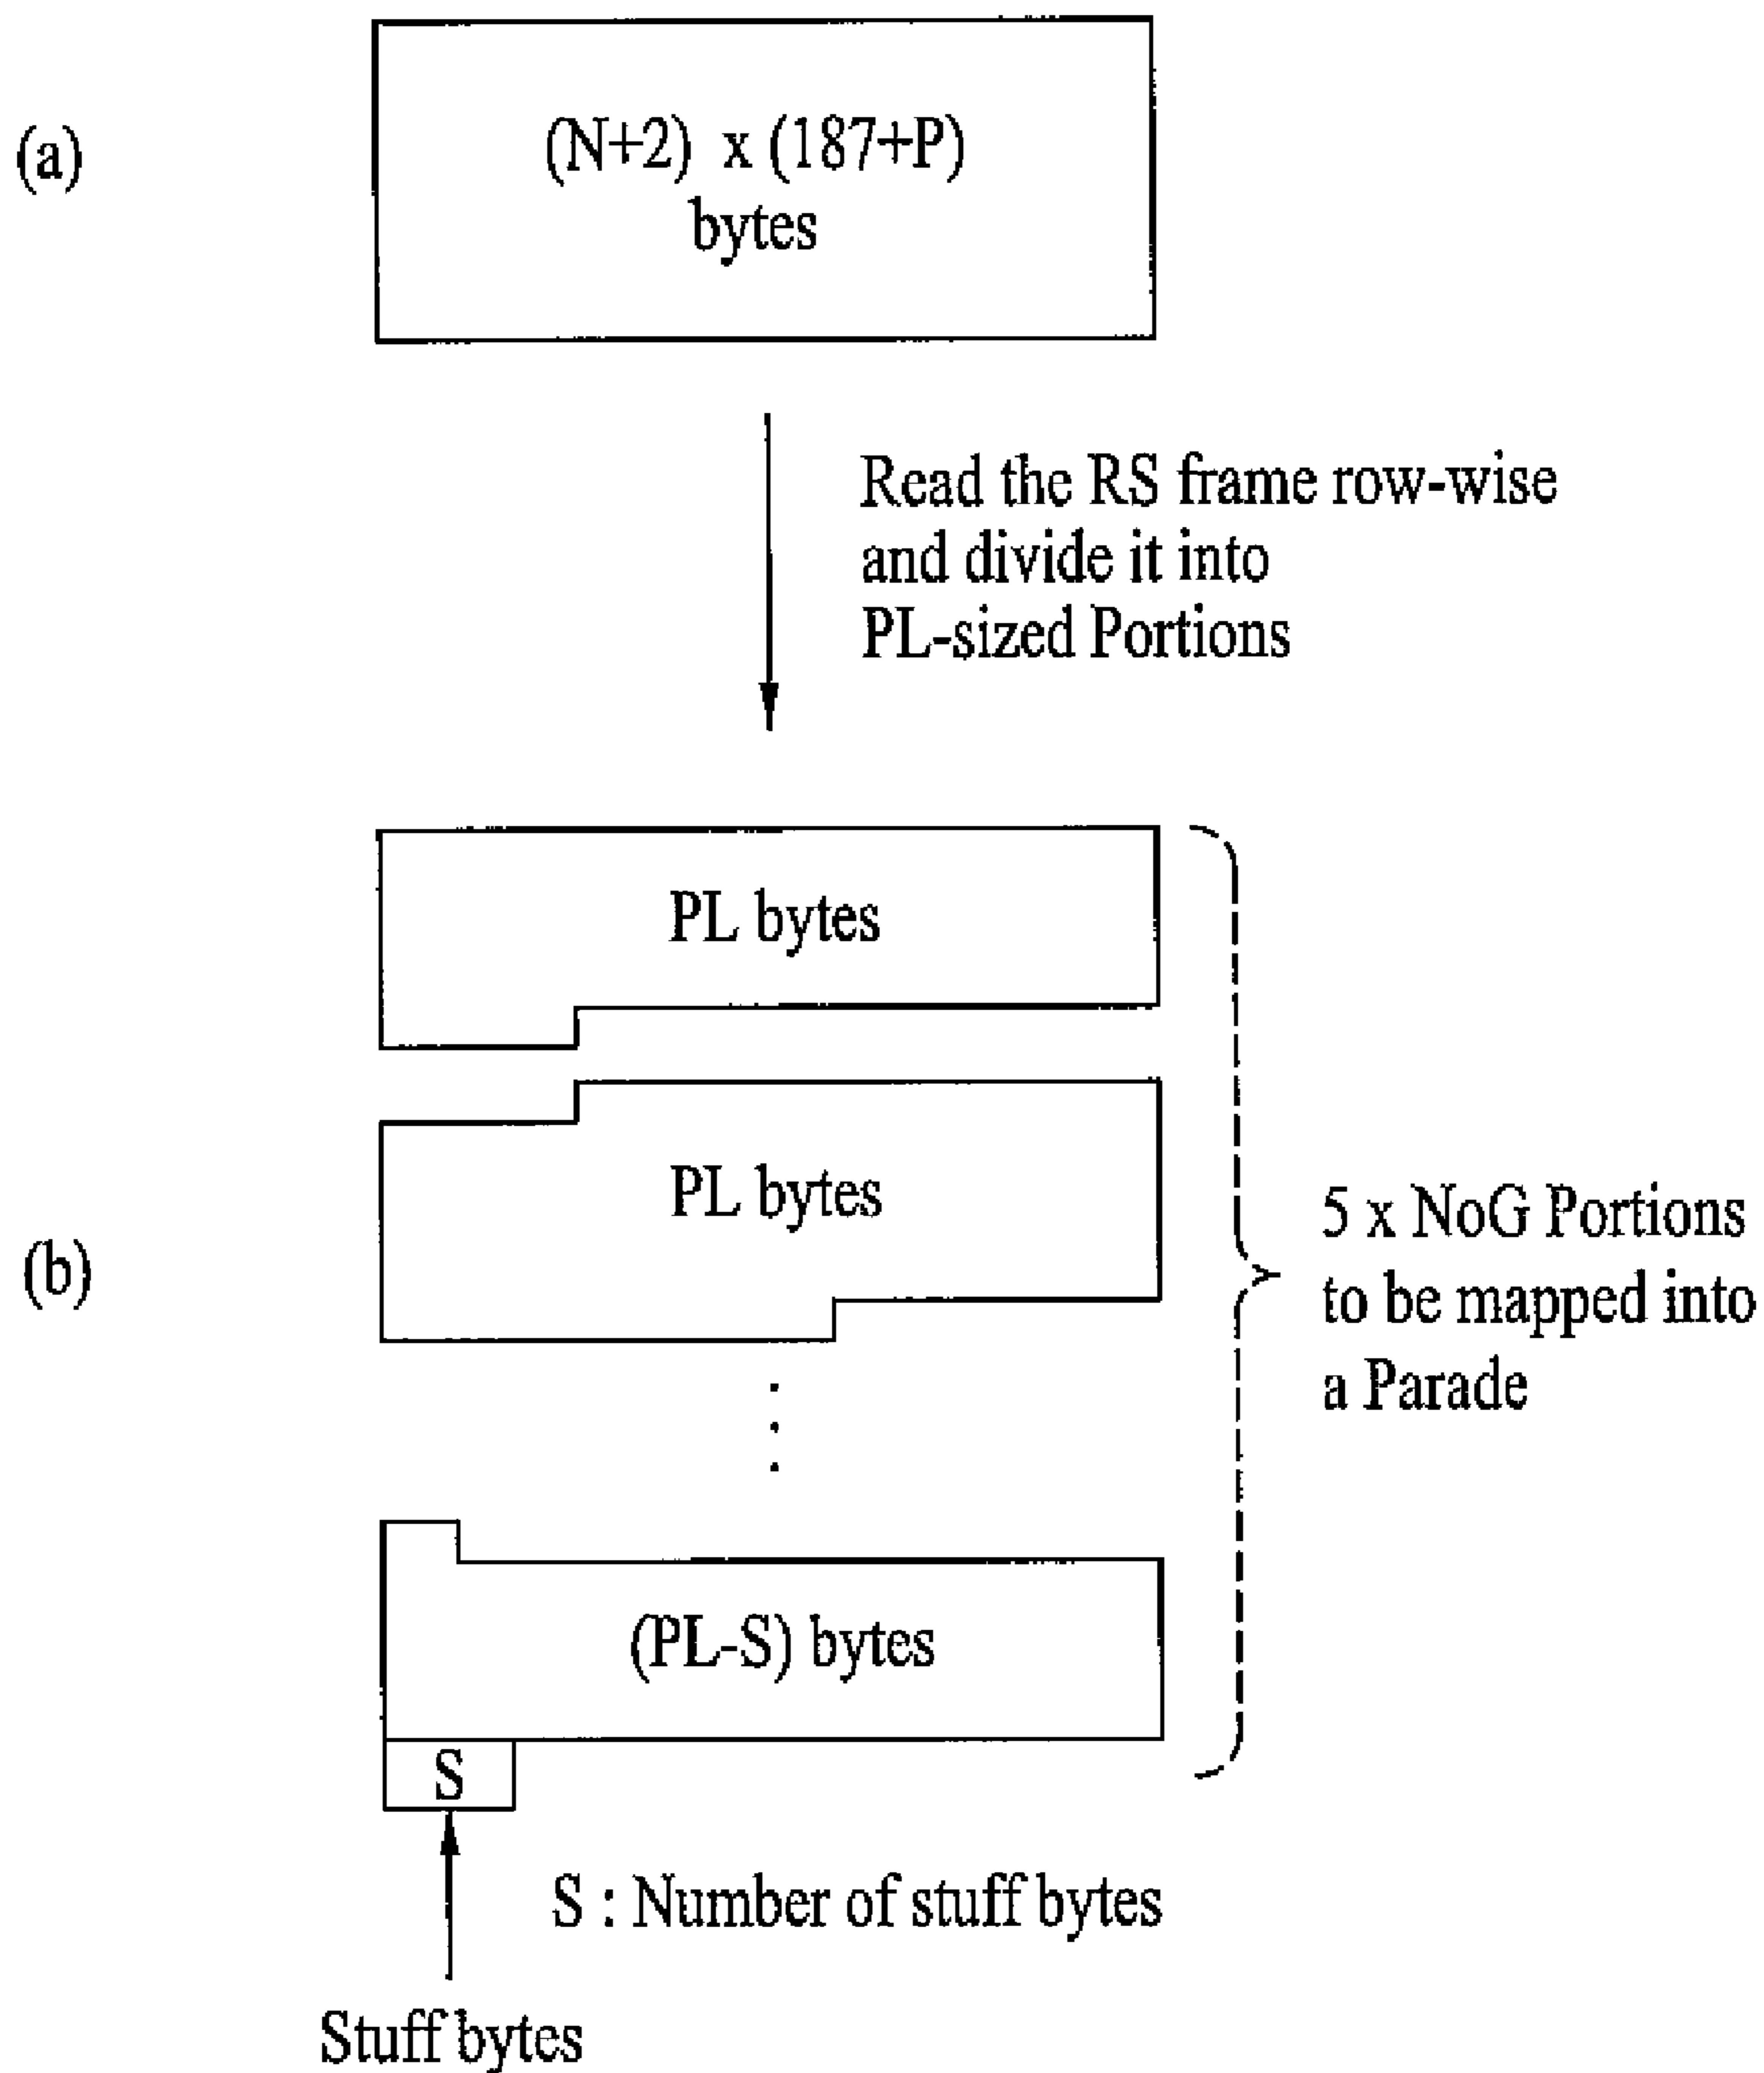 (a)
(N+2) x (187+P)
bytes
Read the RS frame row-wise
and divide it into
PL-sized Portions
PL bytes
PL bytes
(b)
5 x NoG Portions
to be mapped into
a Parade
(PL-S) bytes
S
S : Number of stuff bytes
Stuff bytes